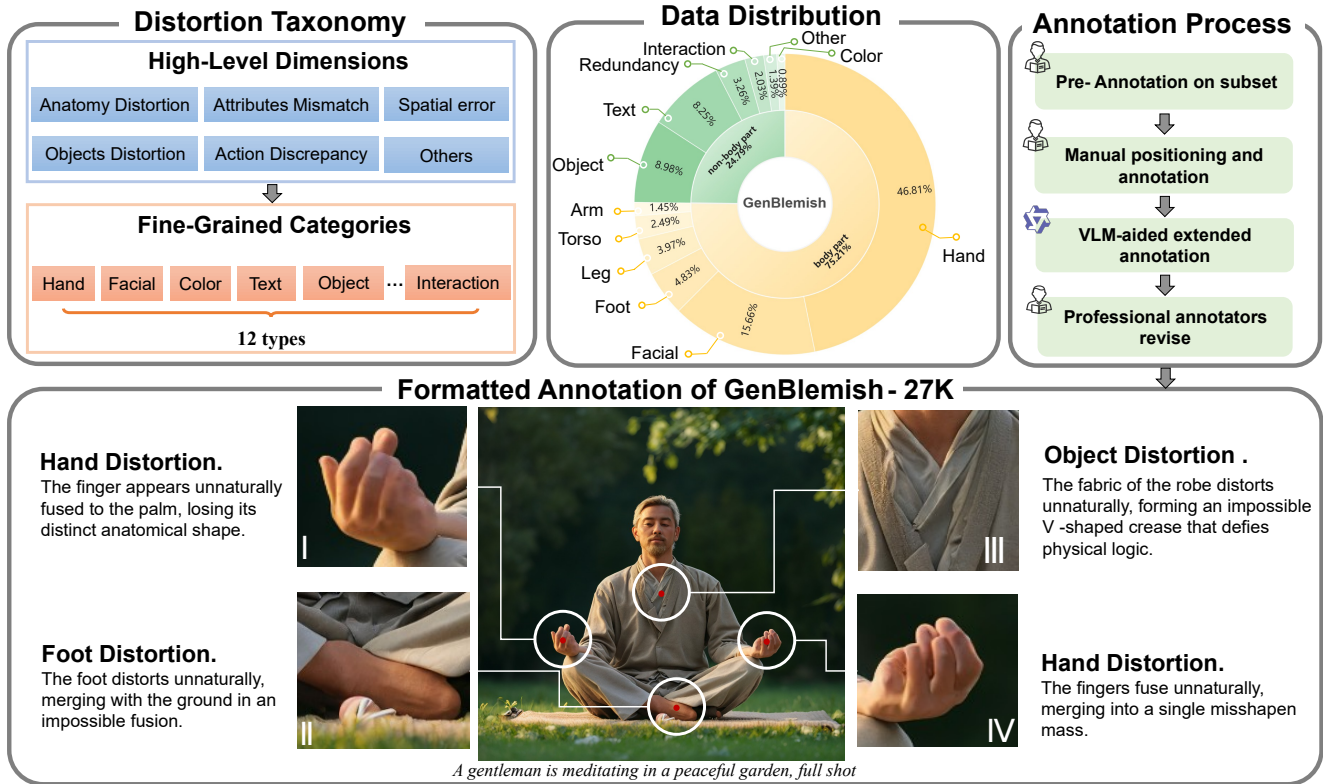 Distortion Taxonomy
High-Level Dimensions
Anatomy Distortion
Attributes Mismatch
Spatial error
Objects Distortion
Action Discrepancy
Others
Fine-Grained Categories
Hand
Facial
Color
Text
Object
...
Interaction
12 types
Data Distribution
Other
Interaction
Color
Redundancy
Text
Object
Arm
Torso
Leg
Foot
Facial
Hand
0.89%
1.39%
2.03%
3.26%
8.25%
8.98%
1.45%
2.49%
3.97%
4.83%
15.66%
46.81%
non-body part
24.79%
GenBlemish
body part
75.21%
Annotation Process
Pre- Annotation on subset
Manual positioning and
annotation
VLM-aided extended
annotation
Professional annotators
revise
Formatted Annotation of GenBlemish - 27K
Hand Distortion.
The finger appears unnaturally
fused to the palm, losing its
distinct anatomical shape.
I
Foot Distortion.
The foot distorts unnaturally,
merging with the ground in an
impossible fusion.
II
III
Object Distortion .
The fabric of the robe distorts
unnaturally, forming an impossible
V -shaped crease that defies
physical logic.
IV
Hand Distortion.
The fingers fuse unnaturally,
merging into a single misshapen
mass.
A gentleman is meditating in a peaceful garden, full shot